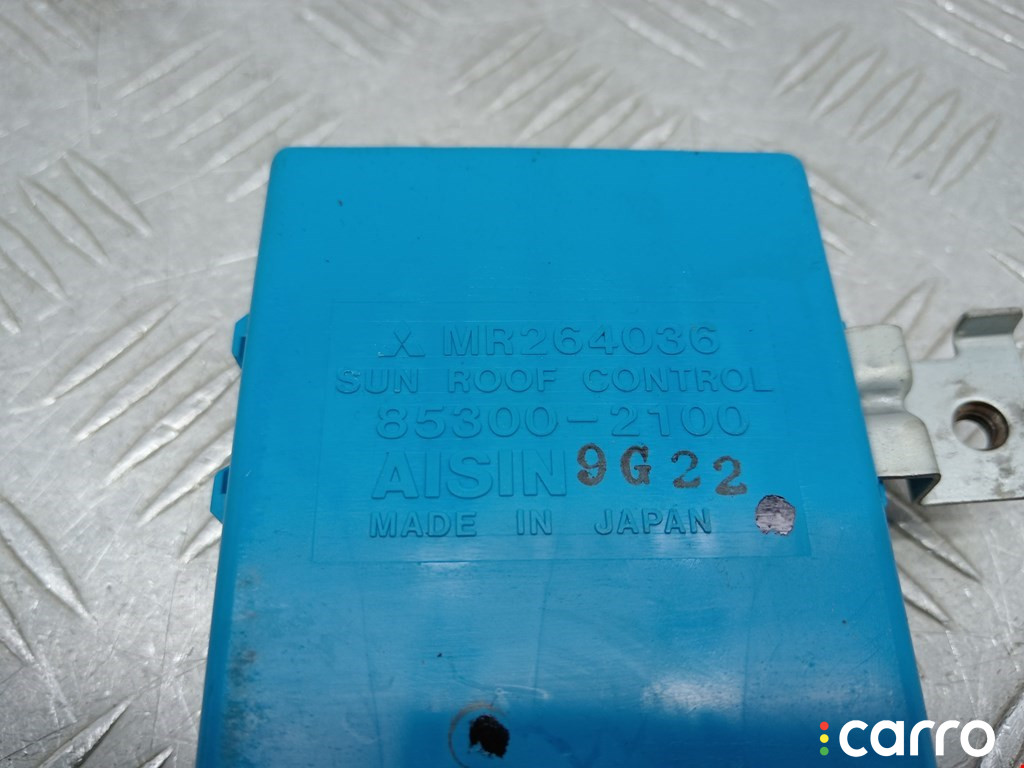 X MR264036
SUN ROOF CONTROL
85300-2100
AISIN 9G22
MADE IN JAPAN
carro